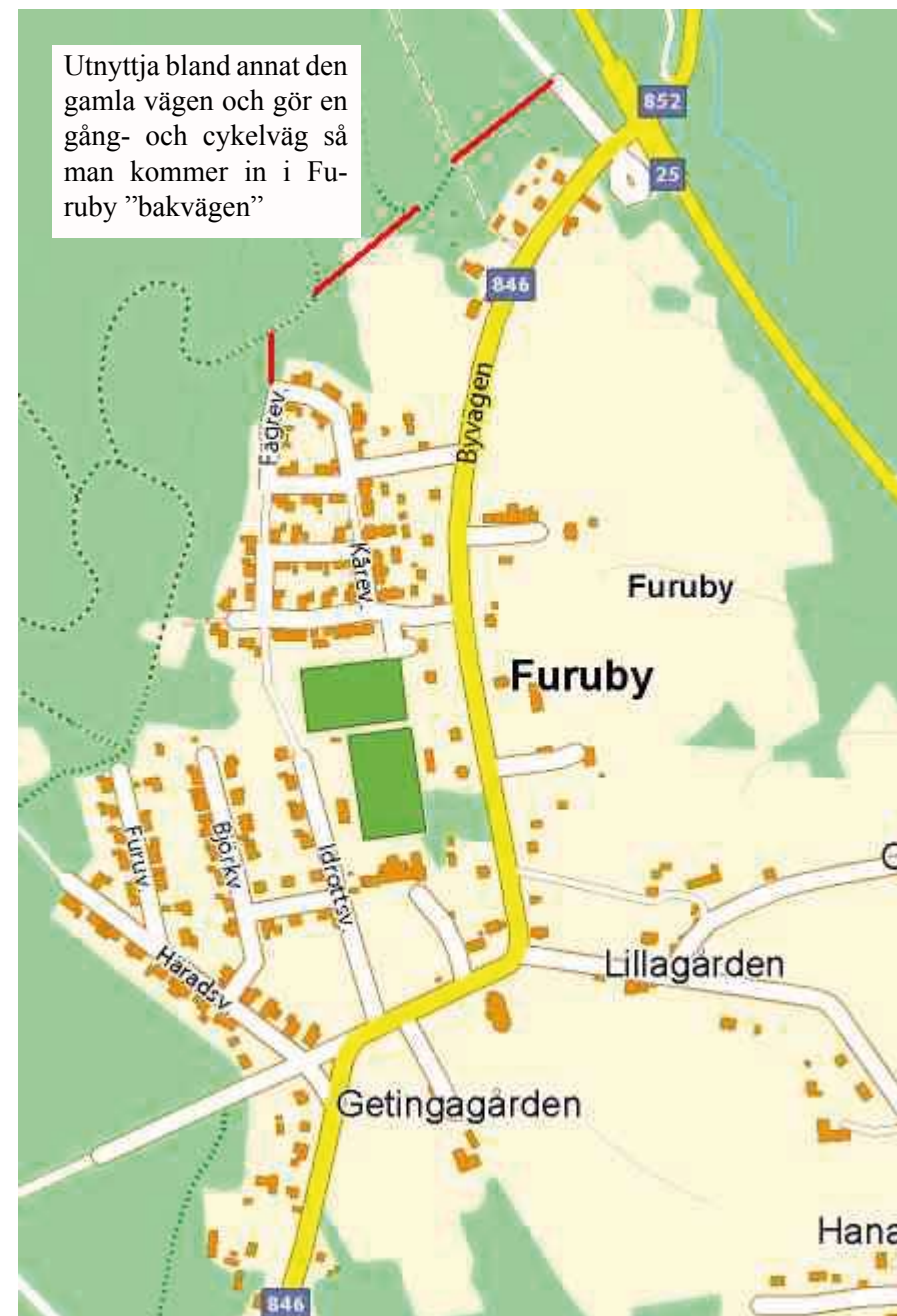 Utnyttja bland annat den
gamla vägen och gör en
gång- och cykelväg så
man kommer in i Fu-
ruby ”bakvägen”
852
25
846
Byvägen
Fägrev.
Kårev.
Furuby
Furuby
Furuv.
Björkv.
Idrottsv.
Häradsv.
Lillagården
Getingagården
Hana
846